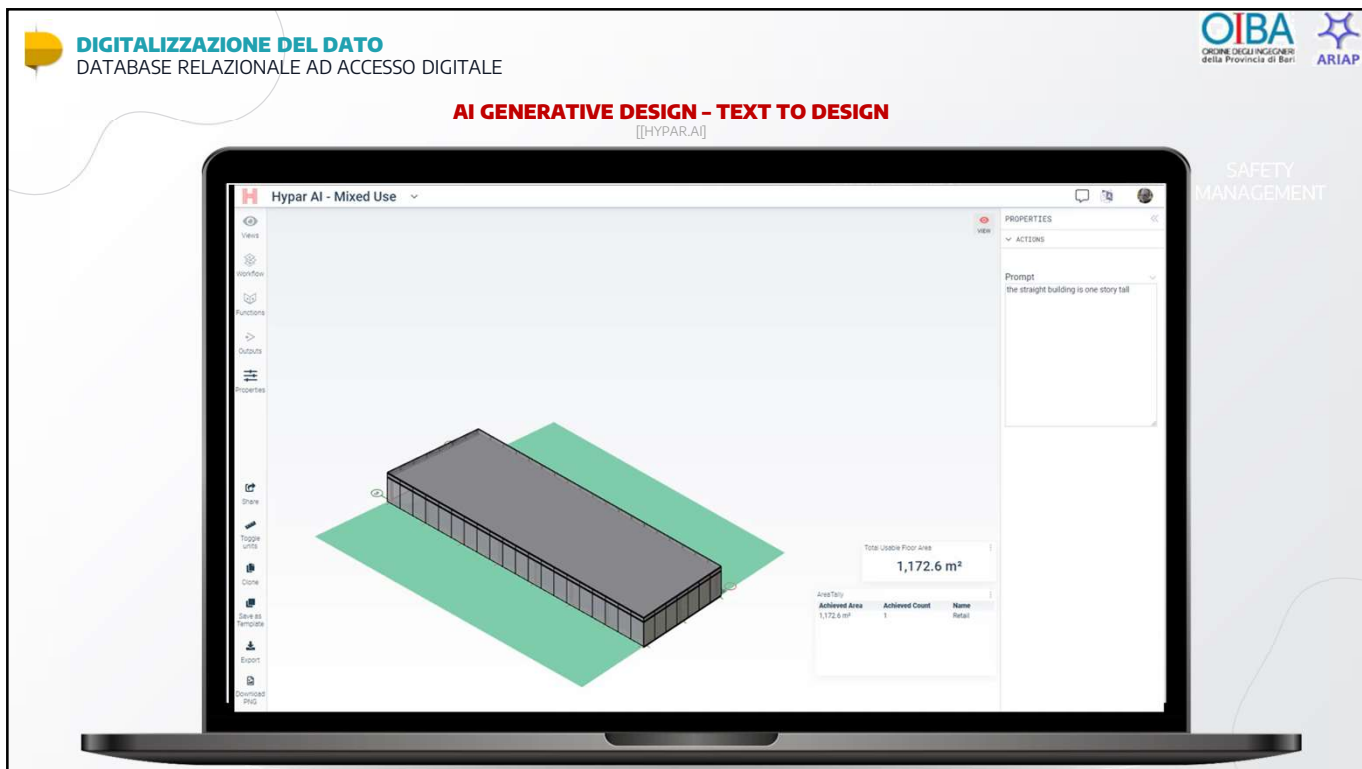 DIGITALIZZAZIONE DEL DATO
DATABASE RELAZIONALE AD ACCESSO DIGITALE
OIBA
ORDINE DEGLI INGEGNERI
della Provincia di Bari
ARIAP
AI GENERATIVE DESIGN – TEXT TO DESIGN
[[HYPAR.AI]
SAFETY
MANAGEMENT
Hypar AI - Mixed Use
Views
Workflow
Functions
Outputs
Properties
Share
Toggle
units
Clone
Save as
Template
Export
Download
PNG
VIEW
PROPERTIES
ACTIONS
Prompt
the straight building is one story tall
Total Usable Floor Area
1,172.6 m²
AreaTally
Achieved Area Achieved Count Name
1,172.6 m² 1 Retail